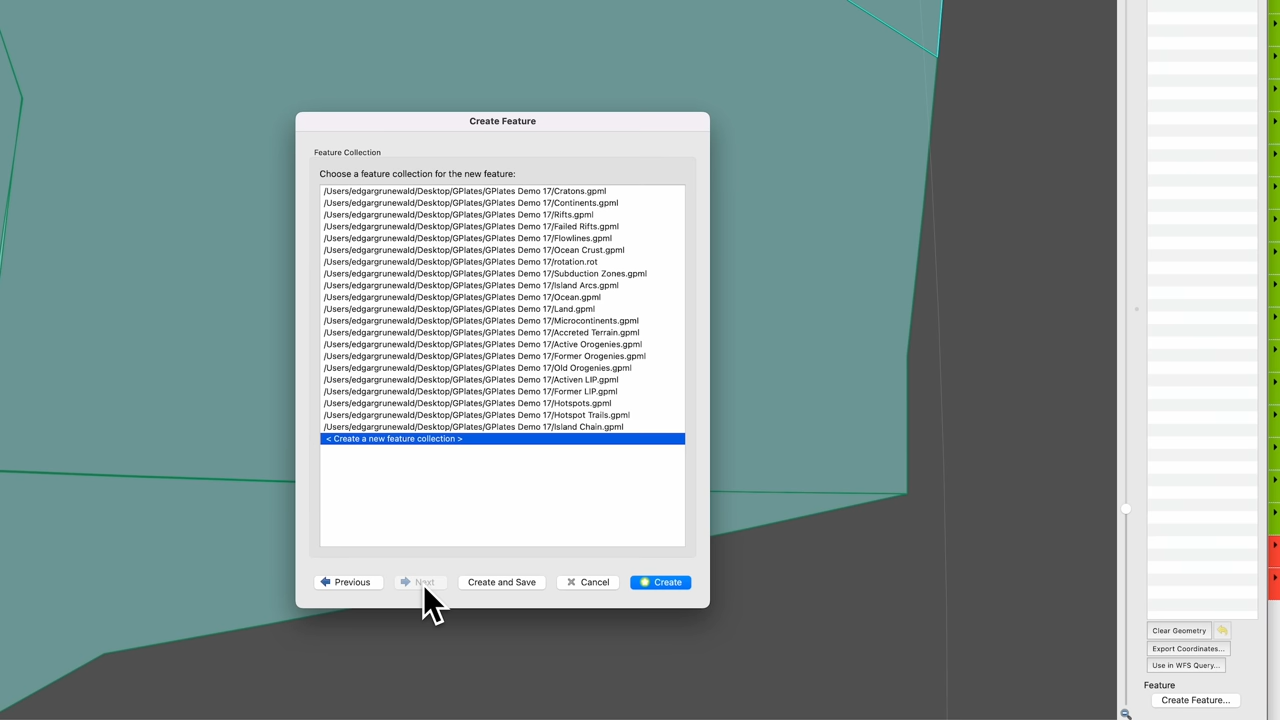 Create Feature
Feature Collection
Choose a feature collection for the new feature:
/Users/edgargrunewald/Desktop/GPlates/GPlates Demo 17/Cratons.gpml
/Users/edgargrunewald/Desktop/GPlates/GPlates Demo 17/Continents.gpml
/Users/edgargrunewald/Desktop/GPlates/GPlates Demo 17/Rifts.gpml
/Users/edgargrunewald/Desktop/GPlates/GPlates Demo 17/Failed Rifts.gpml
/Users/edgargrunewald/Desktop/GPlates/GPlates Demo 17/Flowlines.gpml
/Users/edgargrunewald/Desktop/GPlates/GPlates Demo 17/Ocean Crust.gpml
/Users/edgargrunewald/Desktop/GPlates/GPlates Demo 17/rotation.rot
/Users/edgargrunewald/Desktop/GPlates/GPlates Demo 17/Subduction Zones.gpml
/Users/edgargrunewald/Desktop/GPlates/GPlates Demo 17/Island Arcs.gpml
/Users/edgargrunewald/Desktop/GPlates/GPlates Demo 17/Ocean.gpml
/Users/edgargrunewald/Desktop/GPlates/GPlates Demo 17/Land.gpml
/Users/edgargrunewald/Desktop/GPlates/GPlates Demo 17/Microcontinents.gpml
/Users/edgargrunewald/Desktop/GPlates/GPlates Demo 17/Accreted Terrain.gpml
/Users/edgargrunewald/Desktop/GPlates/GPlates Demo 17/Active Orogenies.gpml
/Users/edgargrunewald/Desktop/GPlates/GPlates Demo 17/Former Orogenies.gpml
/Users/edgargrunewald/Desktop/GPlates/GPlates Demo 17/Old Orogenies.gpml
/Users/edgargrunewald/Desktop/GPlates/GPlates Demo 17/Activen LIP.gpml
/Users/edgargrunewald/Desktop/GPlates/GPlates Demo 17/Former LIP.gpml
/Users/edgargrunewald/Desktop/GPlates/GPlates Demo 17/Hotspots.gpml
/Users/edgargrunewald/Desktop/GPlates/GPlates Demo 17/Hotspot Trails.gpml
/Users/edgargrunewald/Desktop/GPlates/GPlates Demo 17/Island Chain.gpml
< Create a new feature collection >
Previous Next Create and Save Cancel Create
Clear Geometry
Export Coordinates...
Use in WFS Query...
Feature
Create Feature...